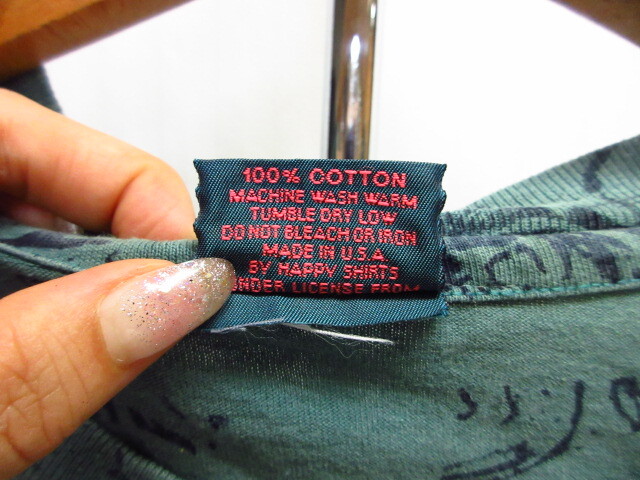 100% COTTON
MACHINE WASH WARM
TUMBLE DRY LOW
DO NOT BLEACH OR IRON
MADE IN U.S.A
BY HAPPY SHIRTS
UNDER LICENSE FROM